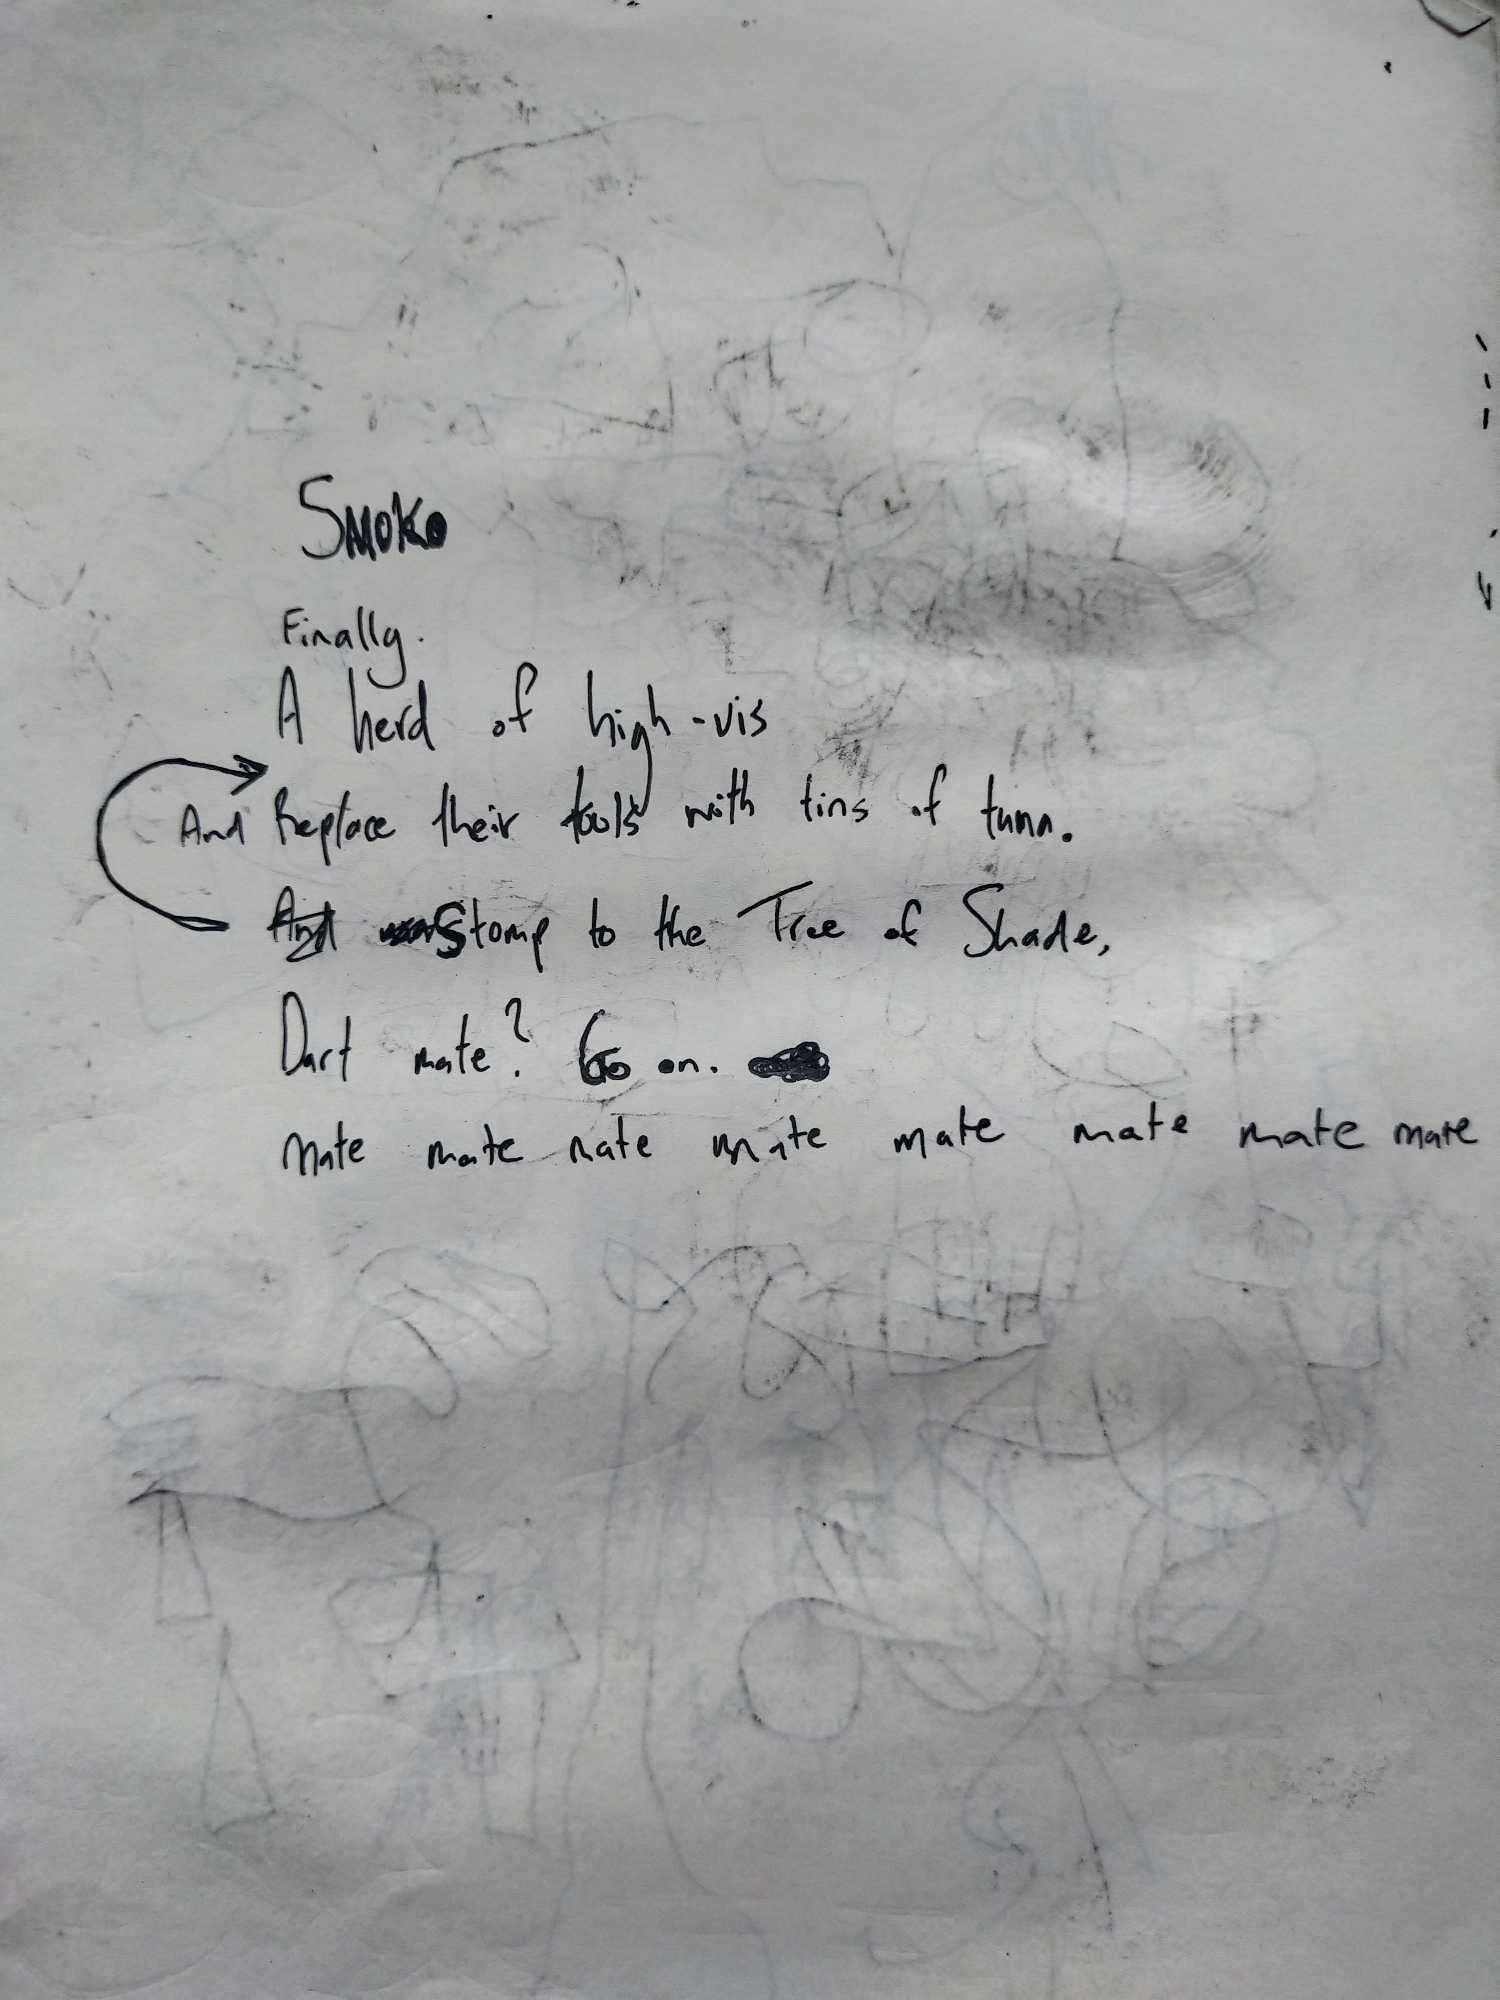 Smoko
Finally.
A herd of high-vis
And Replace their tools with tins of tuna.
And Stomp to the Tree of Shade,
Dart mate? Go on.
mate mate mate mate mate mate mate mate